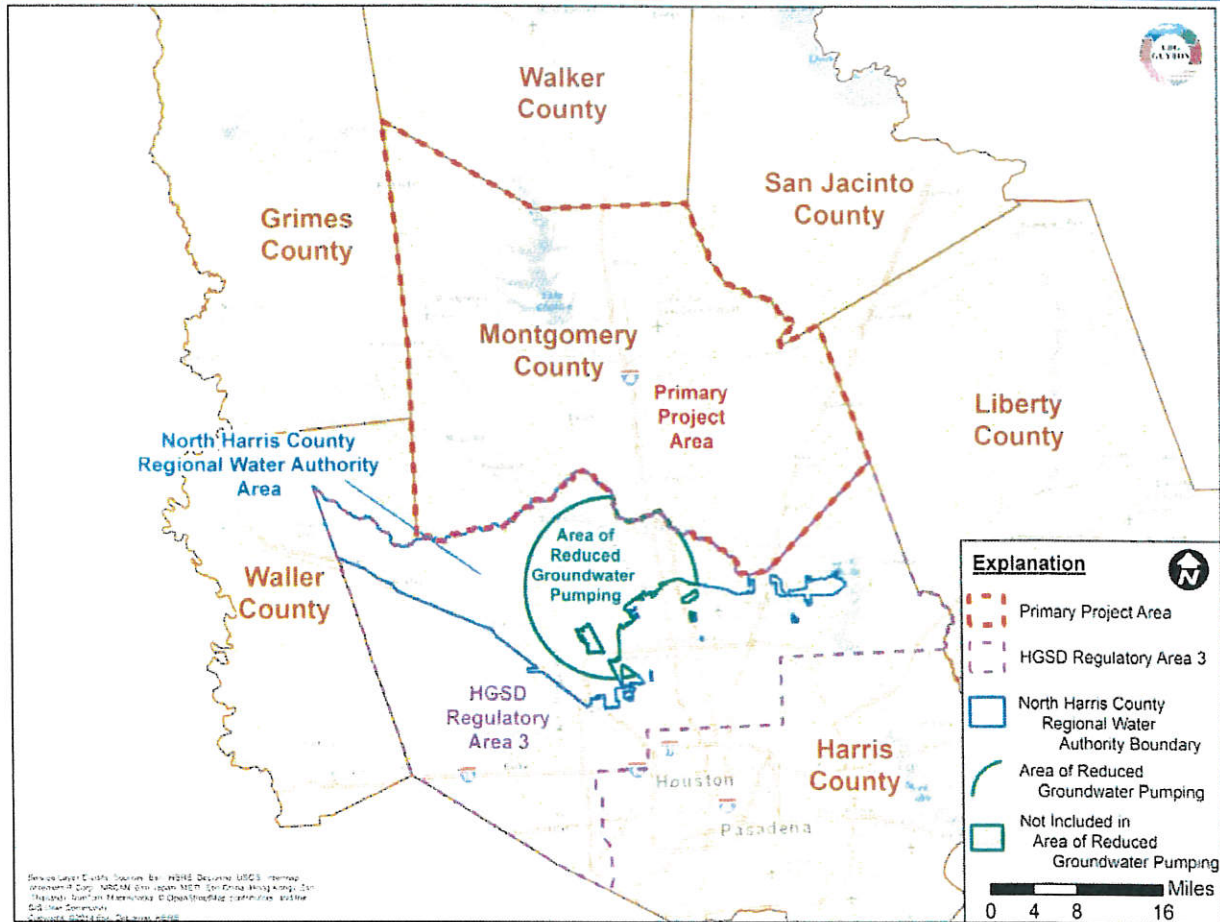 LBG
GUYTON
Walker
County
San Jacinto
County
Grimes
County
Montgomery
County
Primary
Project
Area
Liberty
County
North Harris County
Regional Water Authority
Area
Area of
Reduced
Groundwater
Pumping
Waller
County
HGSD
Regulatory
Area 3
Harris
County
Houston
Pasadena
Explanation
N
Primary Project Area
HGSD Regulatory Area 3
North Harris County
Regional Water
Authority Boundary
Area of Reduced
Groundwater Pumping
Not Included in
Area of Reduced
Groundwater Pumping
Miles
0 4 8 16